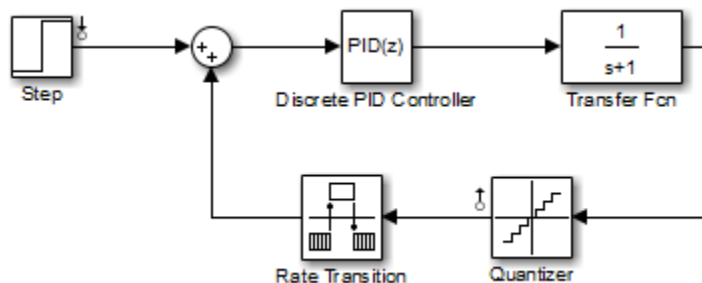 Step
+
+
PID(z)
Discrete PID Controller
1
s+1
Transfer Fcn
Rate Transition
Quantizer